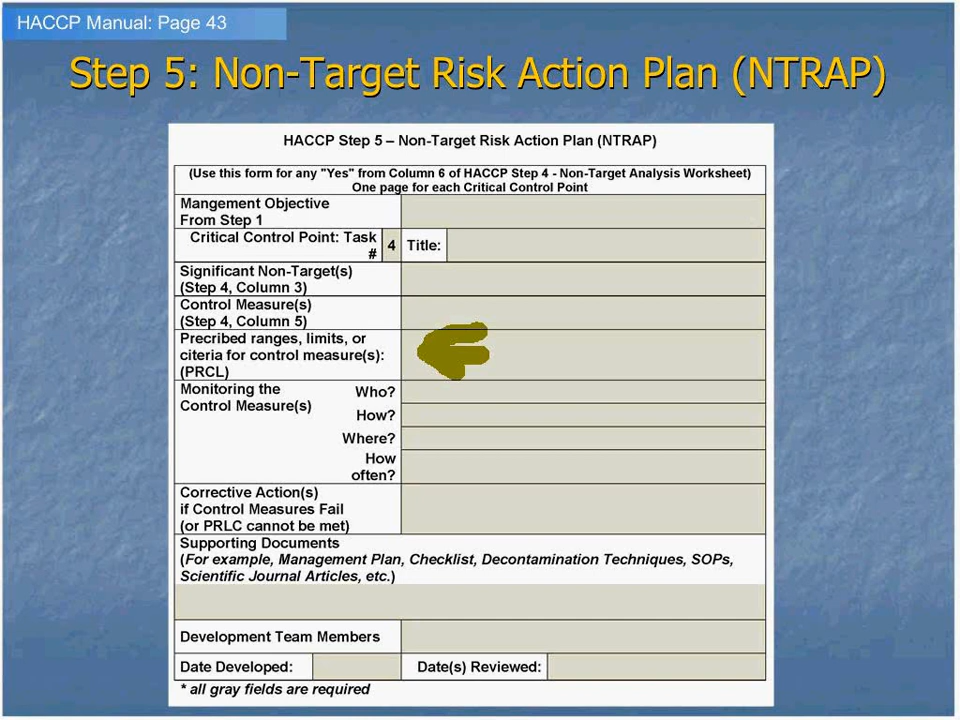 HACCP Manual: Page 43
Step 5: Non-Target Risk Action Plan (NTRAP)
HACCP Step 5 – Non-Target Risk Action Plan (NTRAP)
(Use this form for any "Yes" from Column 6 of HACCP Step 4 - Non-Target Analysis Worksheet)
One page for each Critical Control Point
Mangement Objective
From Step 1
Critical Control Point: Task
#
4
Title:
Significant Non-Target(s)
(Step 4, Column 3)
Control Measure(s)
(Step 4, Column 5)
Precribed ranges, limits, or
citeria for control measure(s):
(PRCL)
Monitoring the
Control Measure(s)
Who?
How?
Where?
How
often?
Corrective Action(s)
if Control Measures Fail
(or PRLC cannot be met)
Supporting Documents
(For example, Management Plan, Checklist, Decontamination Techniques, SOPs,
Scientific Journal Articles, etc.)
Development Team Members
Date Developed:
Date(s) Reviewed:
* all gray fields are required